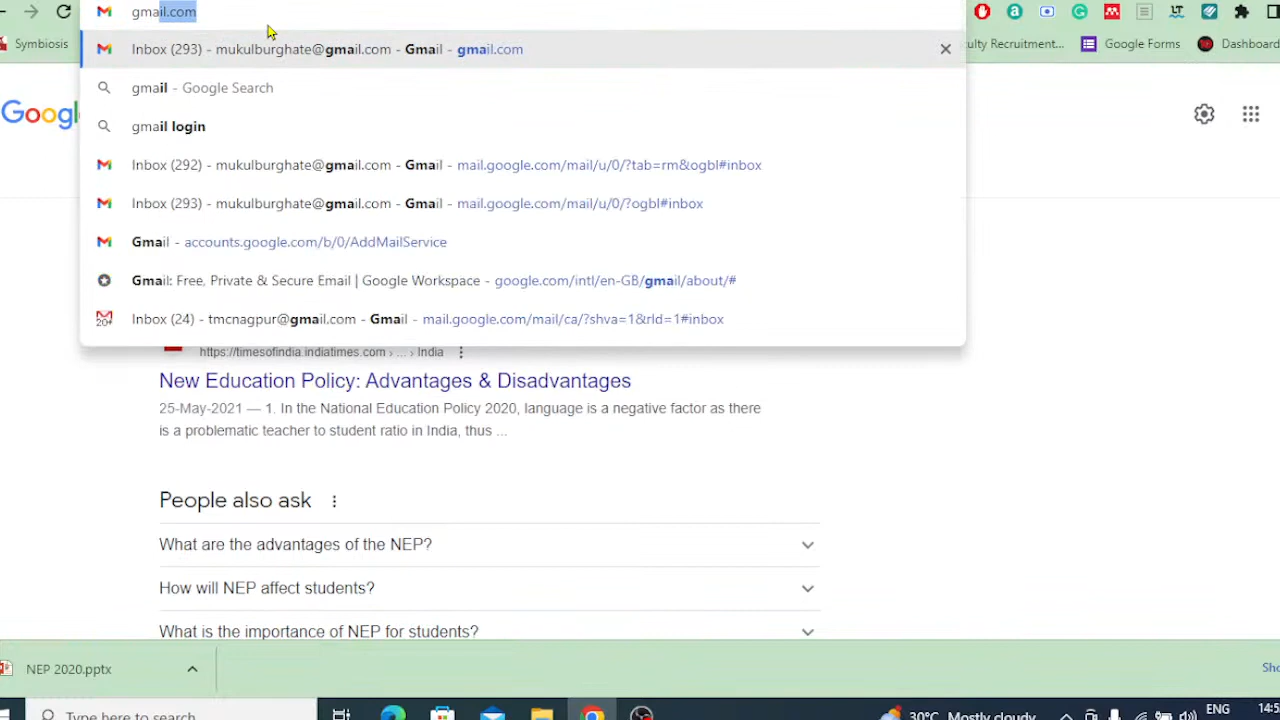 gmail.com
Symbiosis
culty Recruitment...
Google Forms
Dashboard
Inbox (293) - mukulburghate@gmail.com - Gmail - gmail.com
gmail - Google Search
gmail login
Inbox (292) - mukulburghate@gmail.com - Gmail - mail.google.com/mail/u/0/?tab=rm&ogbl#inbox
Inbox (293) - mukulburghate@gmail.com - Gmail - mail.google.com/mail/u/0/?ogbl#inbox
Gmail - accounts.google.com/b/0/AddMailService
Gmail: Free, Private & Secure Email | Google Workspace - google.com/intl/en-GB/gmail/about/#
20+ Inbox (24) - tmcnagpur@gmail.com - Gmail - mail.google.com/mail/ca/?shva=1&rld=1#inbox
https://timesofindia.indiatimes.com › ... › India
New Education Policy: Advantages & Disadvantages
25-May-2021 — 1. In the National Education Policy 2020, language is a negative factor as there
is a problematic teacher to student ratio in India, thus ...
People also ask
What are the advantages of the NEP?
How will NEP affect students?
What is the importance of NEP for students?
NEP 2020.pptx
Sho
Type here to search
30°C Mostly cloudy
ENG
14:5